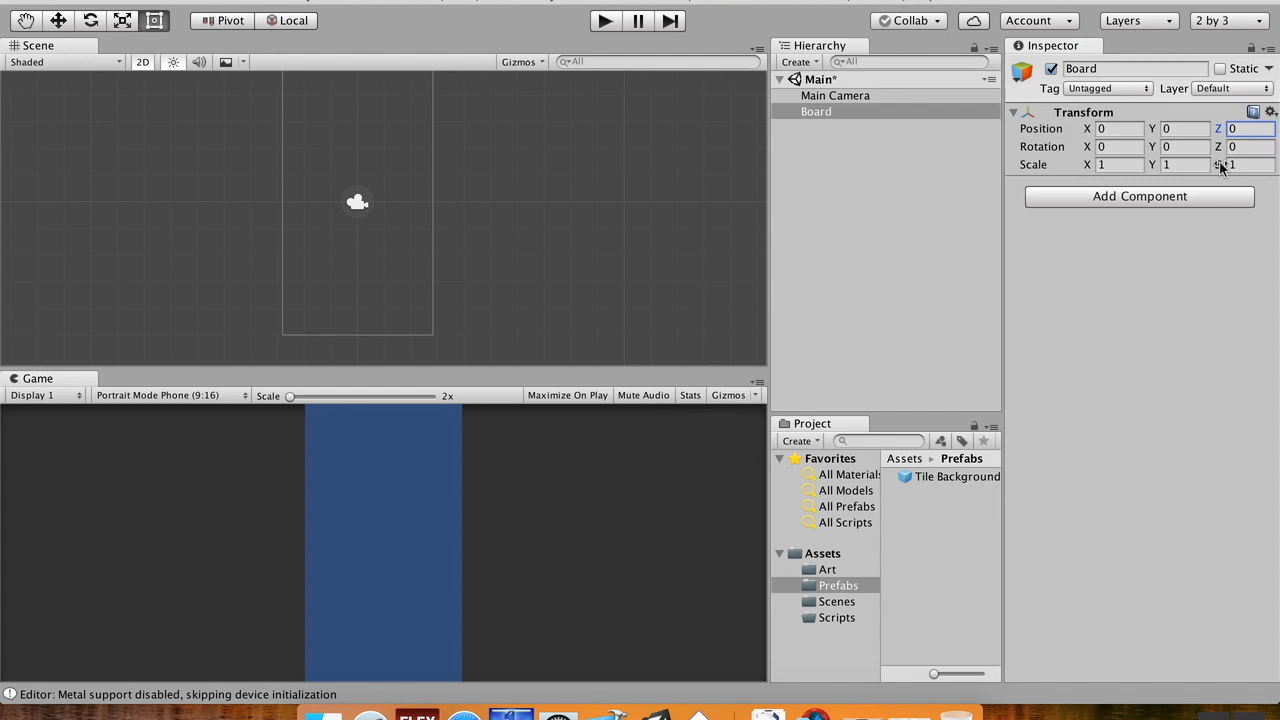 Pivot Local Collab Account Layers 2 by 3
Scene
Shaded 2D Gizmos All
Hierarchy
Create All
Main*
Main Camera
Board
Inspector
Board Static
Tag Untagged Layer Default
Transform
Position X 0 Y 0 Z 0
Rotation X 0 Y 0 Z 0
Scale X 1 Y 1 1
Add Component
Game
Display 1 Portrait Mode Phone (9:16) Scale 2x Maximize On Play Mute Audio Stats Gizmos
Project
Create
Favorites
All Materials
All Models
All Prefabs
All Scripts
Assets
Art
Prefabs
Scenes
Scripts
Assets Prefabs
Tile Background
Editor: Metal support disabled, skipping device initialization
FLEX